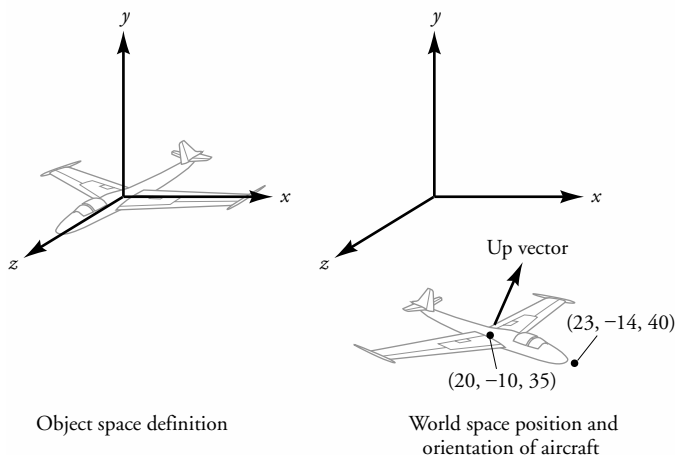 y
x
z
Object space definition
y
x
z
Up vector
(23, −14, 40)
(20, −10, 35)
World space position and
orientation of aircraft